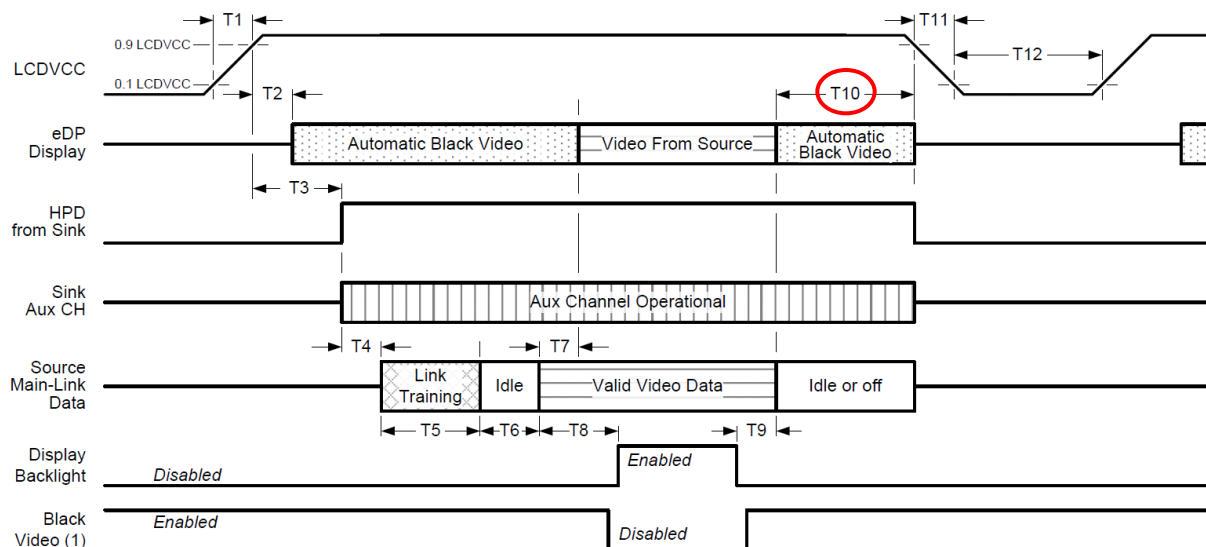 T1
T11
0.9 LCDVCC
T12
LCDVCC
0.1 LCDVCC
T2
T10
eDP
Display
Automatic Black Video
Video From Source
Automatic
Black Video
T3
HPD
from Sink
Sink
Aux CH
Aux Channel Operational
T4
T7
Source
Main-Link
Data
Link
Training
Idle
Valid Video Data
Idle or off
T5
T6
T8
T9
Display
Backlight
Disabled
Enabled
Black
Video (1)
Enabled
Disabled